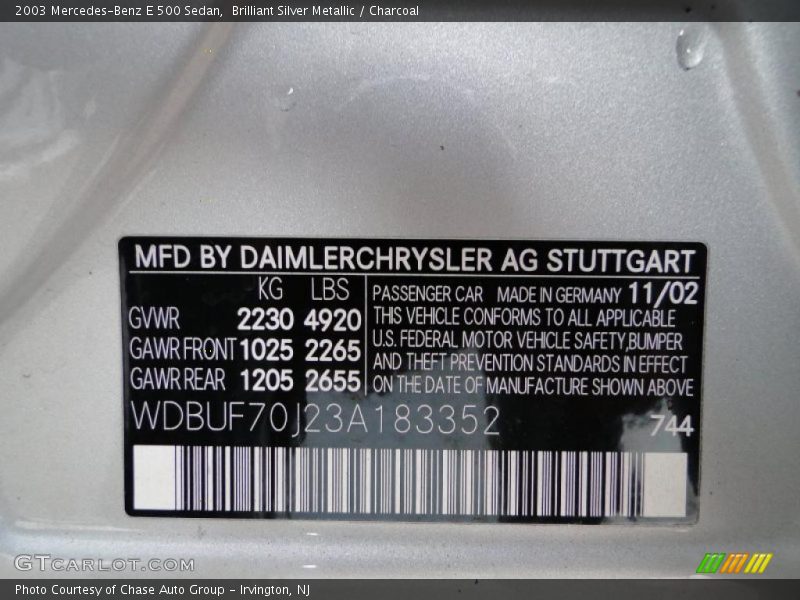 2003 Mercedes-Benz E 500 Sedan, Brilliant Silver Metallic / Charcoal
MFD BY DAIMLERCHRYSLER AG STUTTGART
KG LBS
GVWR 2230 4920
GAWR FRONT 1025 2265
GAWR REAR 1205 2655
PASSENGER CAR MADE IN GERMANY 11/02
THIS VEHICLE CONFORMS TO ALL APPLICABLE
U.S. FEDERAL MOTOR VEHICLE SAFETY,BUMPER
AND THEFT PREVENTION STANDARDS IN EFFECT
ON THE DATE OF MANUFACTURE SHOWN ABOVE
WDBUF70J23A183352
744
GTCARLOT.COM
Photo Courtesy of Chase Auto Group - Irvington, NJ